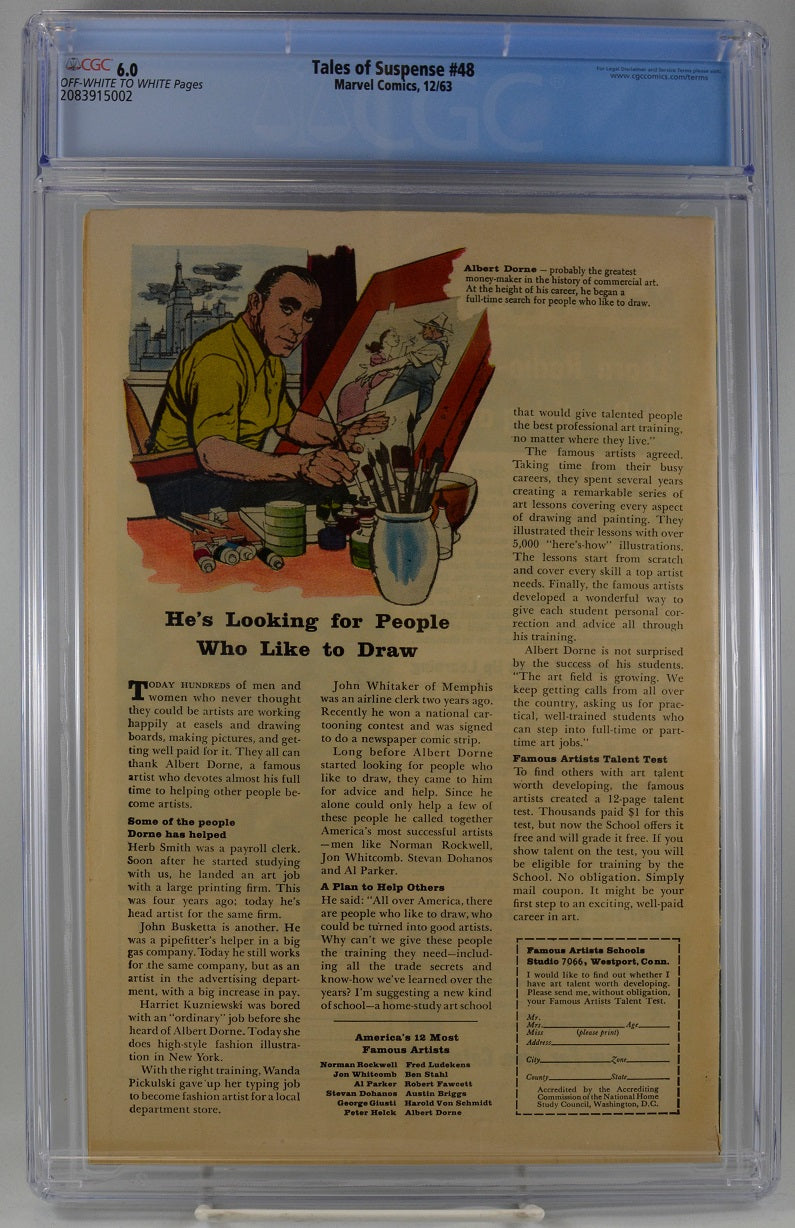 CGC 6.0
OFF-WHITE TO WHITE Pages
2083915002
Tales of Suspense #48
Marvel Comics, 12/63
For Legal Disclaimer and Service Terms please visit:
www.cgccomics.com/terms
CGC
Albert Dorne — probably the greatest
money-maker in the history of commercial art.
At the height of his career, he began a
full-time search for people who like to draw.
He's Looking for People
Who Like to Draw
TODAY HUNDREDS of men and
women who never thought
they could be artists are working
happily at easels and drawing
boards, making pictures, and get-
ting well paid for it. They all can
thank Albert Dorne, a famous
artist who devotes almost his full
time to helping other people be-
come artists.
Some of the people
Dorne has helped
Herb Smith was a payroll clerk.
Soon after he started studying
with us, he landed an art job
with a large printing firm. This
was four years ago; today he's
head artist for the same firm.
John Busketta is another. He
was a pipefitter's helper in a big
gas company. Today he still works
for the same company, but as an
artist in the advertising depart-
ment, with a big increase in pay.
Harriet Kuzniewski was bored
with an "ordinary" job before she
heard of Albert Dorne. Today she
does high-style fashion illustra-
tion in New York.
With the right training, Wanda
Pickulski gave up her typing job
to become fashion artist for a local
department store.
John Whitaker of Memphis
was an airline clerk two years ago.
Recently he won a national car-
tooning contest and was signed
to do a newspaper comic strip.
Long before Albert Dorne
started looking for people who
like to draw, they came to him
for advice and help. Since he
alone could only help a few of
these people he called together
America's most successful artists
—men like Norman Rockwell,
Jon Whitcomb, Stevan Dohanos
and Al Parker.
A Plan to Help Others
He said: "All over America, there
are people who like to draw, who
could be turned into good artists.
Why can't we give these people
the training they need—includ-
ing all the trade secrets and
know-how we've learned over the
years? I'm suggesting a new kind
of school—a home-study art school
America's 12 Most
Famous Artists
Norman Rockwell Fred Ludekens
Jon Whitcomb Ben Stahl
Al Parker Robert Fawcett
Stevan Dohanos Austin Briggs
George Giusti Harold Von Schmidt
Peter Helck Albert Dorne
that would give talented people
the best professional art training,
no matter where they live."
The famous artists agreed.
Taking time from their busy
careers, they spent several years
creating a remarkable series of
art lessons covering every aspect
of drawing and painting. They
illustrated their lessons with over
5,000 "here's-how" illustrations.
The lessons start from scratch
and cover every skill a top artist
needs. Finally, the famous artists
developed a wonderful way to
give each student personal cor-
rection and advice all through
his training.
Albert Dorne is not surprised
by the success of his students.
"The art field is growing. We
keep getting calls from all over
the country, asking us for prac-
tical, well-trained students who
can step into full-time or part-
time art jobs."
Famous Artists Talent Test
To find others with art talent
worth developing, the famous
artists created a 12-page talent
test. Thousands paid $1 for this
test, but now the School offers it
free and will grade it free. If you
show talent on the test, you will
be eligible for training by the
School. No obligation. Simply
mail coupon. It might be your
first step to an exciting, well-paid
career in art.
Famous Artists Schools
Studio 7066, Westport, Conn.
I would like to find out whether I
have art talent worth developing.
Please send me, without obligation,
your Famous Artists Talent Test.
Mr.
Mrs. Age
Miss (please print)
Address
City Zone
County State
Accredited by the Accrediting
Commission of the National Home
Study Council, Washington, D.C.